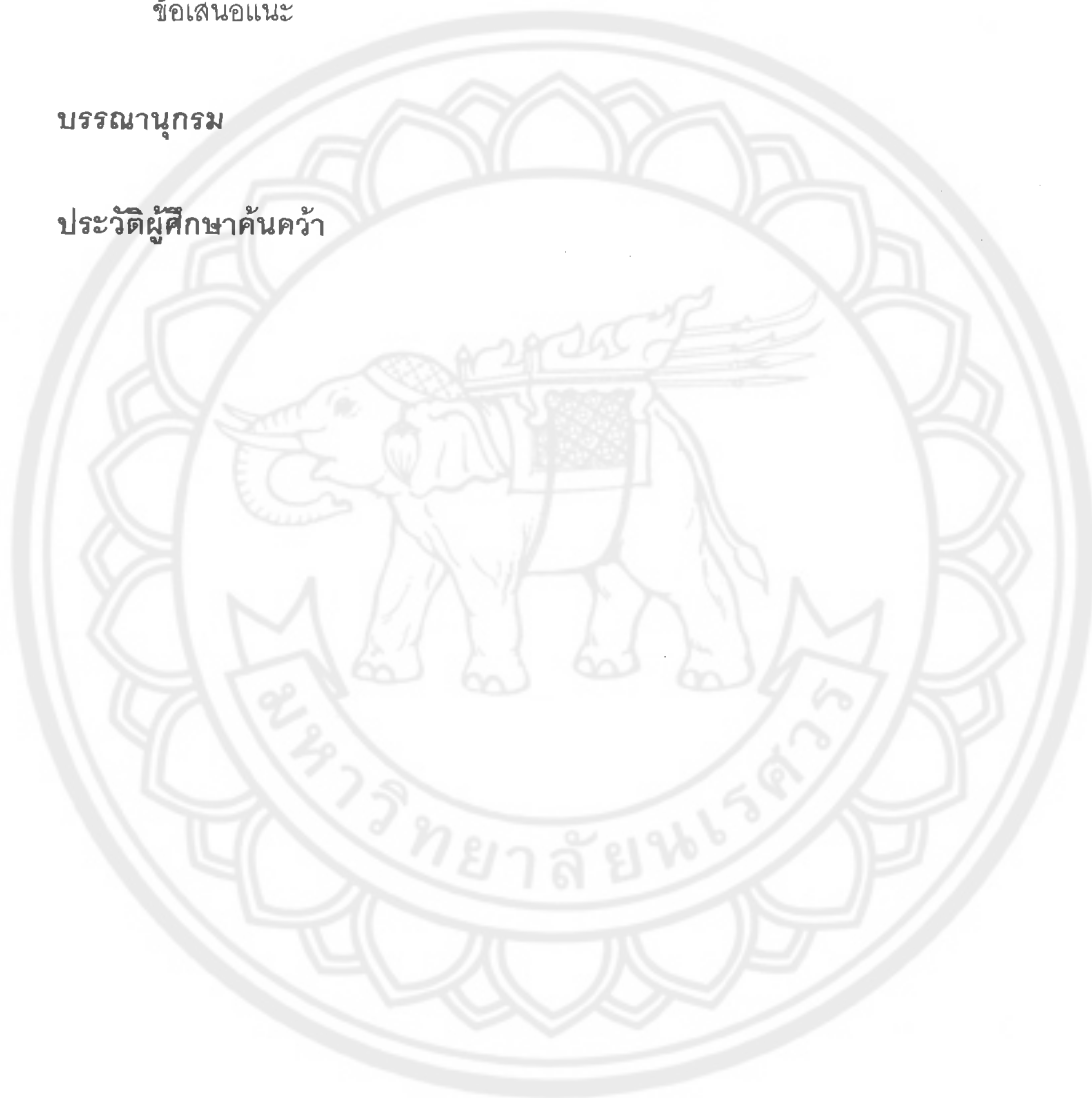 ข้อเสนอแนะ
บรรณานุกรม
ประวัติผู้ศึกษาค้นคว้า
มหาวิทยาลัยนเรศวร